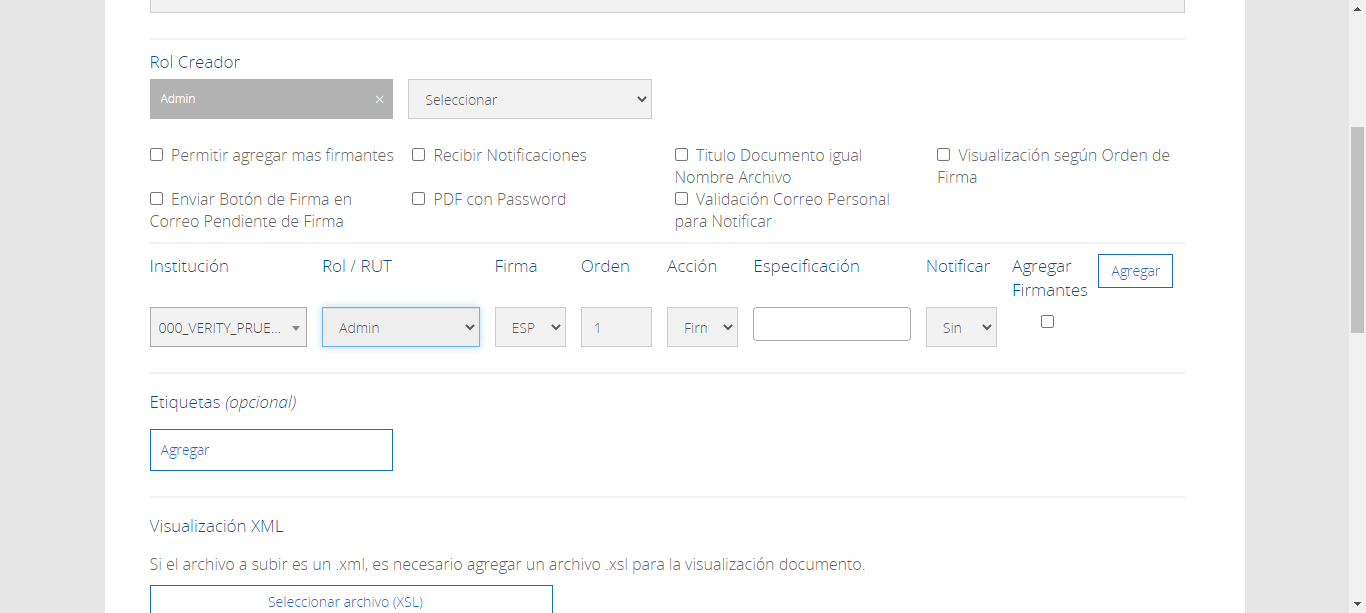 Rol Creador
Admin ×
Seleccionar
Permitir agregar mas firmantes
Recibir Notificaciones
Titulo Documento igual
Nombre Archivo
Visualización según Orden de
Firma
Enviar Botón de Firma en
Correo Pendiente de Firma
PDF con Password
Validación Correo Personal
para Notificar
Institución
Rol / RUT
Firma
Orden
Acción
Especificación
Notificar
Agregar
Firmantes
Agregar
000_VERITY_PRUE...
Admin
ESP
1
Firn
Sin
Etiquetas (opcional)
Agregar
Visualización XML
Si el archivo a subir es un .xml, es necesario agregar un archivo .xsl para la visualización documento.
Seleccionar archivo (XSL)